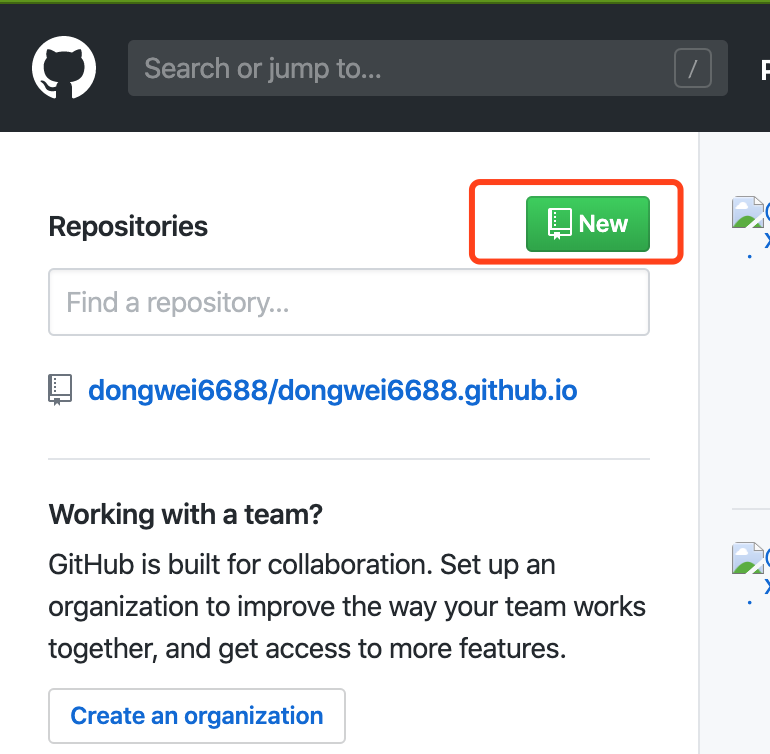 Search or jump to...
/
Repositories
New
Find a repository...
dongwei6688/dongwei6688.github.io
Working with a team?
GitHub is built for collaboration. Set up an
organization to improve the way your team works
together, and get access to more features.
Create an organization